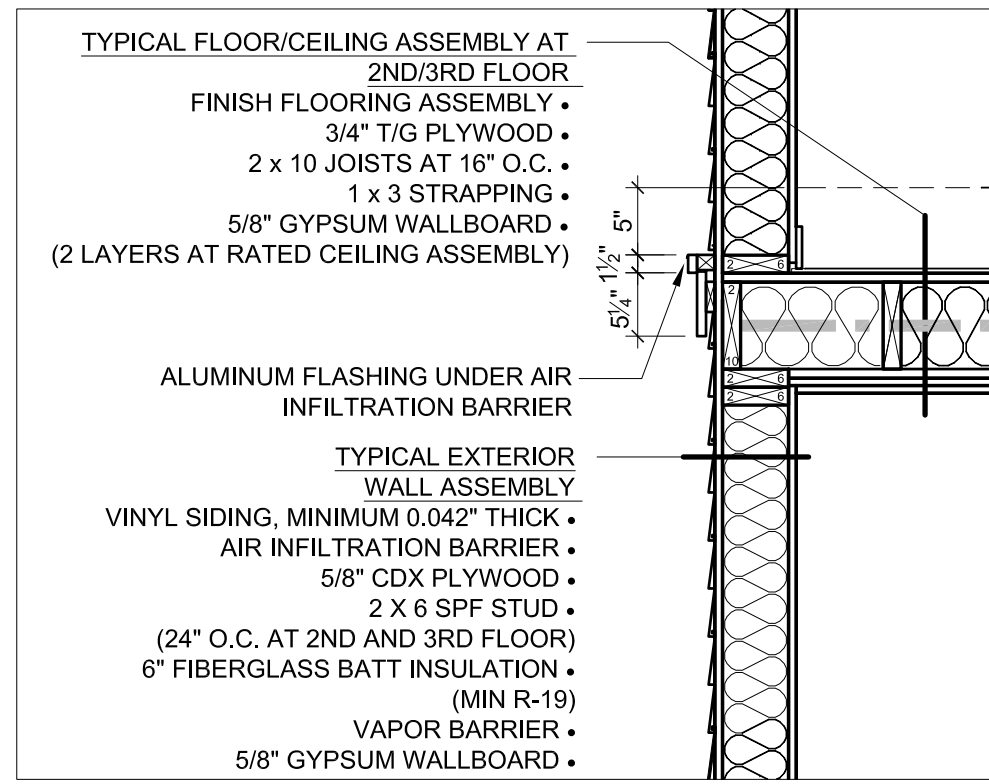 TYPICAL FLOOR/CEILING ASSEMBLY AT
2ND/3RD FLOOR
FINISH FLOORING ASSEMBLY •
3/4" T/G PLYWOOD •
2 x 10 JOISTS AT 16" O.C. •
1 x 3 STRAPPING •
5/8" GYPSUM WALLBOARD •
(2 LAYERS AT RATED CEILING ASSEMBLY)
5"
1 1/2"
5 1/4"
2 6
2
10
2 6
2 6
ALUMINUM FLASHING UNDER AIR
INFILTRATION BARRIER
TYPICAL EXTERIOR
WALL ASSEMBLY
VINYL SIDING, MINIMUM 0.042" THICK •
AIR INFILTRATION BARRIER •
5/8" CDX PLYWOOD •
2 X 6 SPF STUD •
(24" O.C. AT 2ND AND 3RD FLOOR)
6" FIBERGLASS BATT INSULATION •
(MIN R-19)
VAPOR BARRIER •
5/8" GYPSUM WALLBOARD •